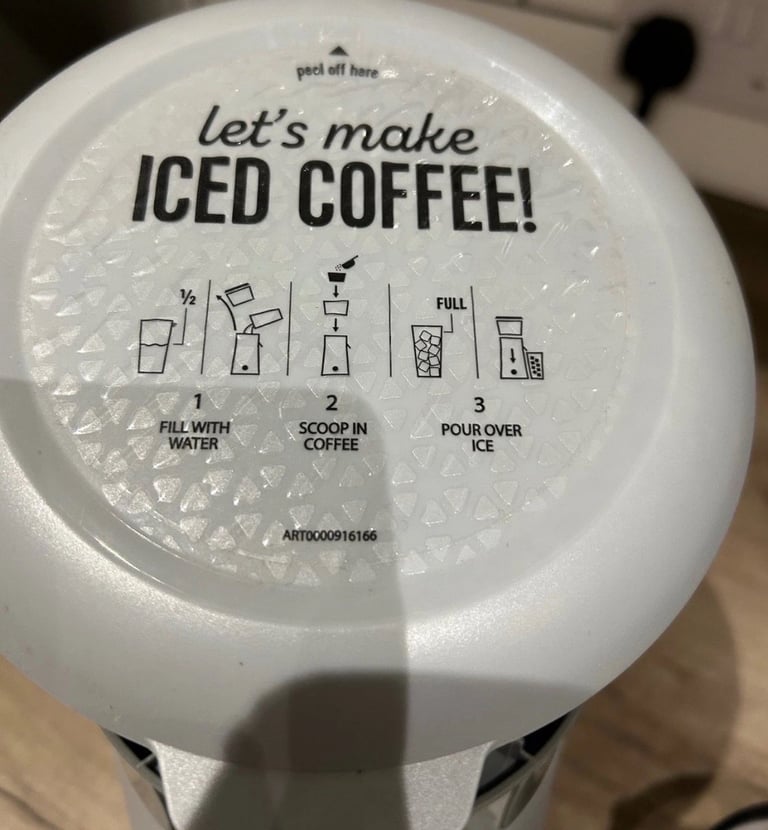 peel off here
let's make
ICED COFFEE!
½
FULL
1
FILL WITH
WATER
2
SCOOP IN
COFFEE
3
POUR OVER
ICE
ART0000916166